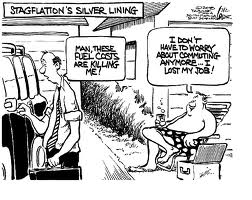 STAGFLATION'S SILVER LINING
MAN, THESE
FUEL COSTS
ARE KILLING
ME!
I DON'T
HAVE TO WORRY
ABOUT COMMUTING
ANYMORE... I
LOST MY JOB!